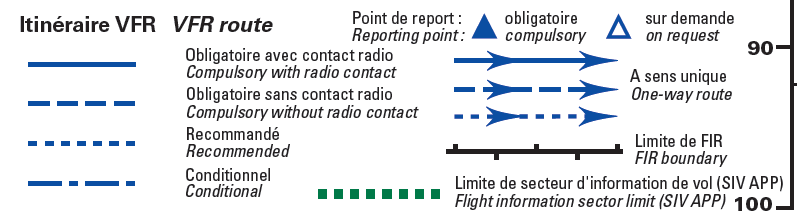 Itinéraire VFR VFR route
Obligatoire avec contact radio
Compulsory with radio contact
Obligatoire sans contact radio
Compulsory without radio contact
Recommandé
Recommended
Conditionnel
Conditional
Point de report : obligatoire sur demande
Reporting point : compulsory on request
A sens unique
One-way route
Limite de FIR
FIR boundary
Limite de secteur d'information de vol (SIV APP)
Flight information sector limit (SIV APP)
90
100